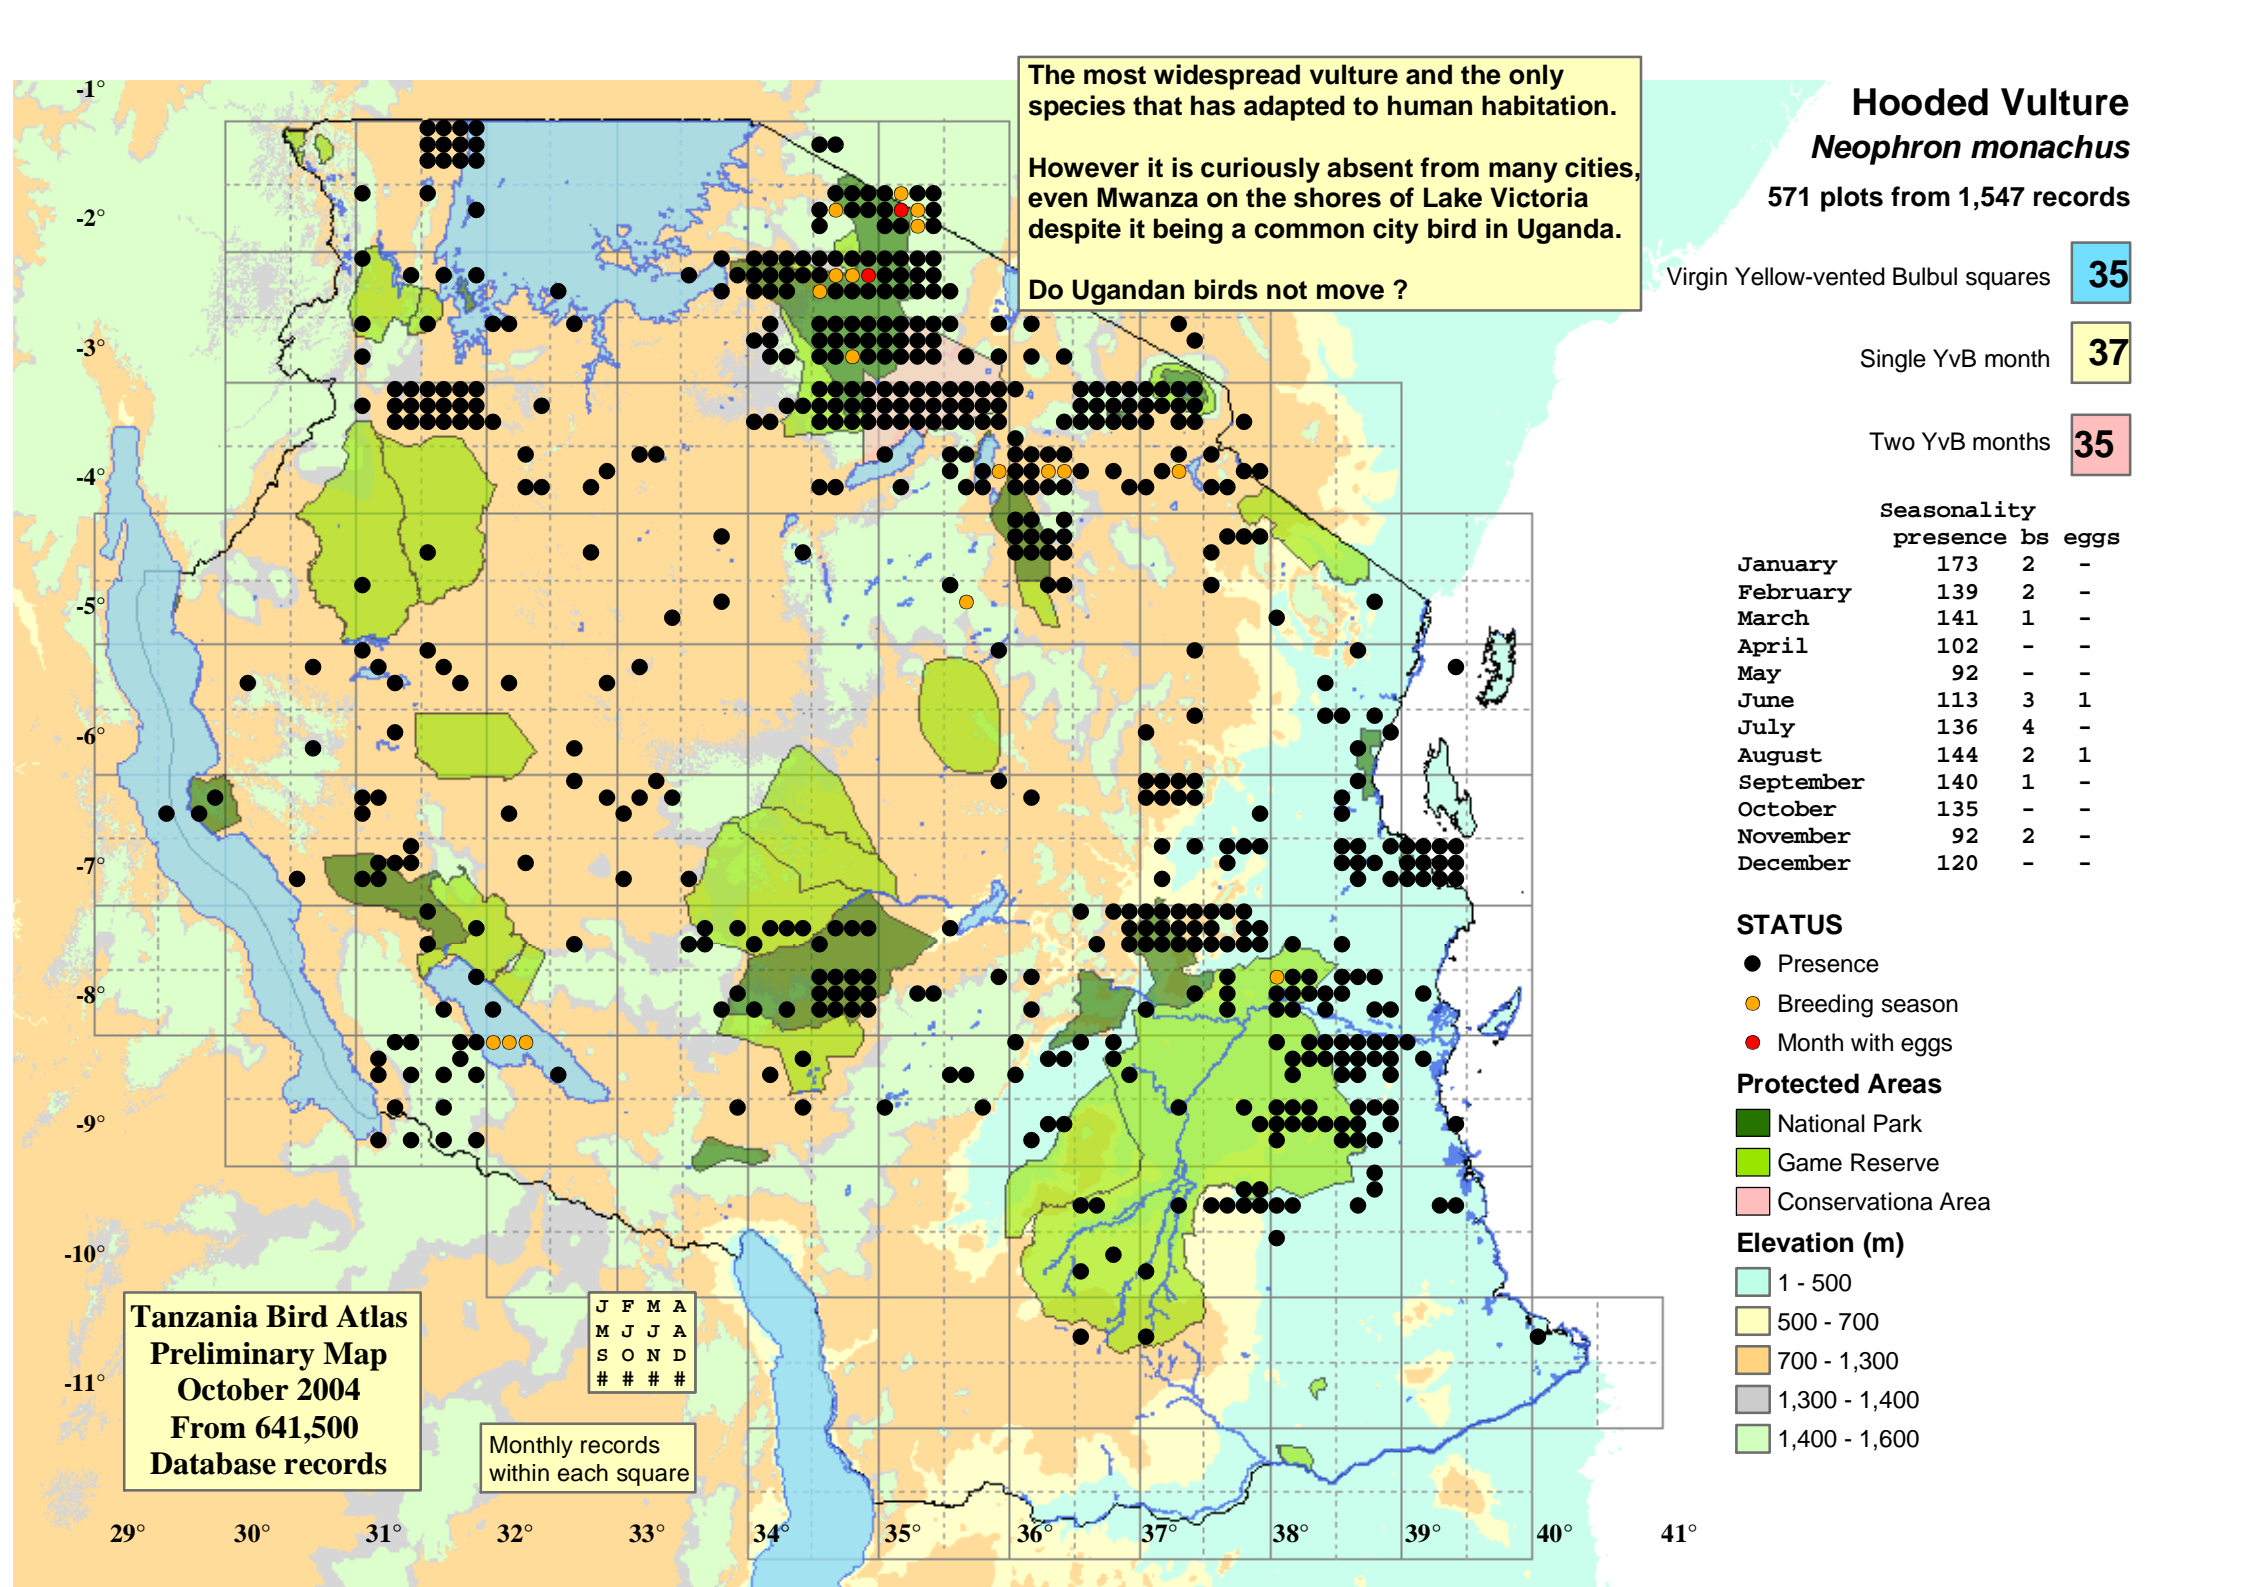 The most widespread vulture and the only
species that has adapted to human habitation.
However it is curiously absent from many cities,
even Mwanza on the shores of Lake Victoria
despite it being a common city bird in Uganda.
Do Ugandan birds not move ?
Hooded Vulture
Neophron monachus
571 plots from 1,547 records
Virgin Yellow-vented Bulbul squares 35
Single YvB month 37
Two YvB months 35
Seasonality
presence bs eggs
January 173 2 -
February 139 2 -
March 141 1 -
April 102 - -
May 92 - -
June 113 3 1
July 136 4 -
August 144 2 1
September 140 1 -
October 135 - -
November 92 2 -
December 120 - -
STATUS
Presence
Breeding season
Month with eggs
Protected Areas
National Park
Game Reserve
Conservationa Area
Elevation (m)
1 - 500
500 - 700
700 - 1,300
1,300 - 1,400
1,400 - 1,600
-1°
-2°
-3°
-4°
-5°
-6°
-7°
-8°
-9°
-10°
-11°
Tanzania Bird Atlas
Preliminary Map
October 2004
From 641,500
Database records
J F M A
M J J A
S O N D
# # # #
Monthly records
within each square
29° 30° 31° 32° 33° 34° 35° 36° 37° 38° 39° 40° 41°